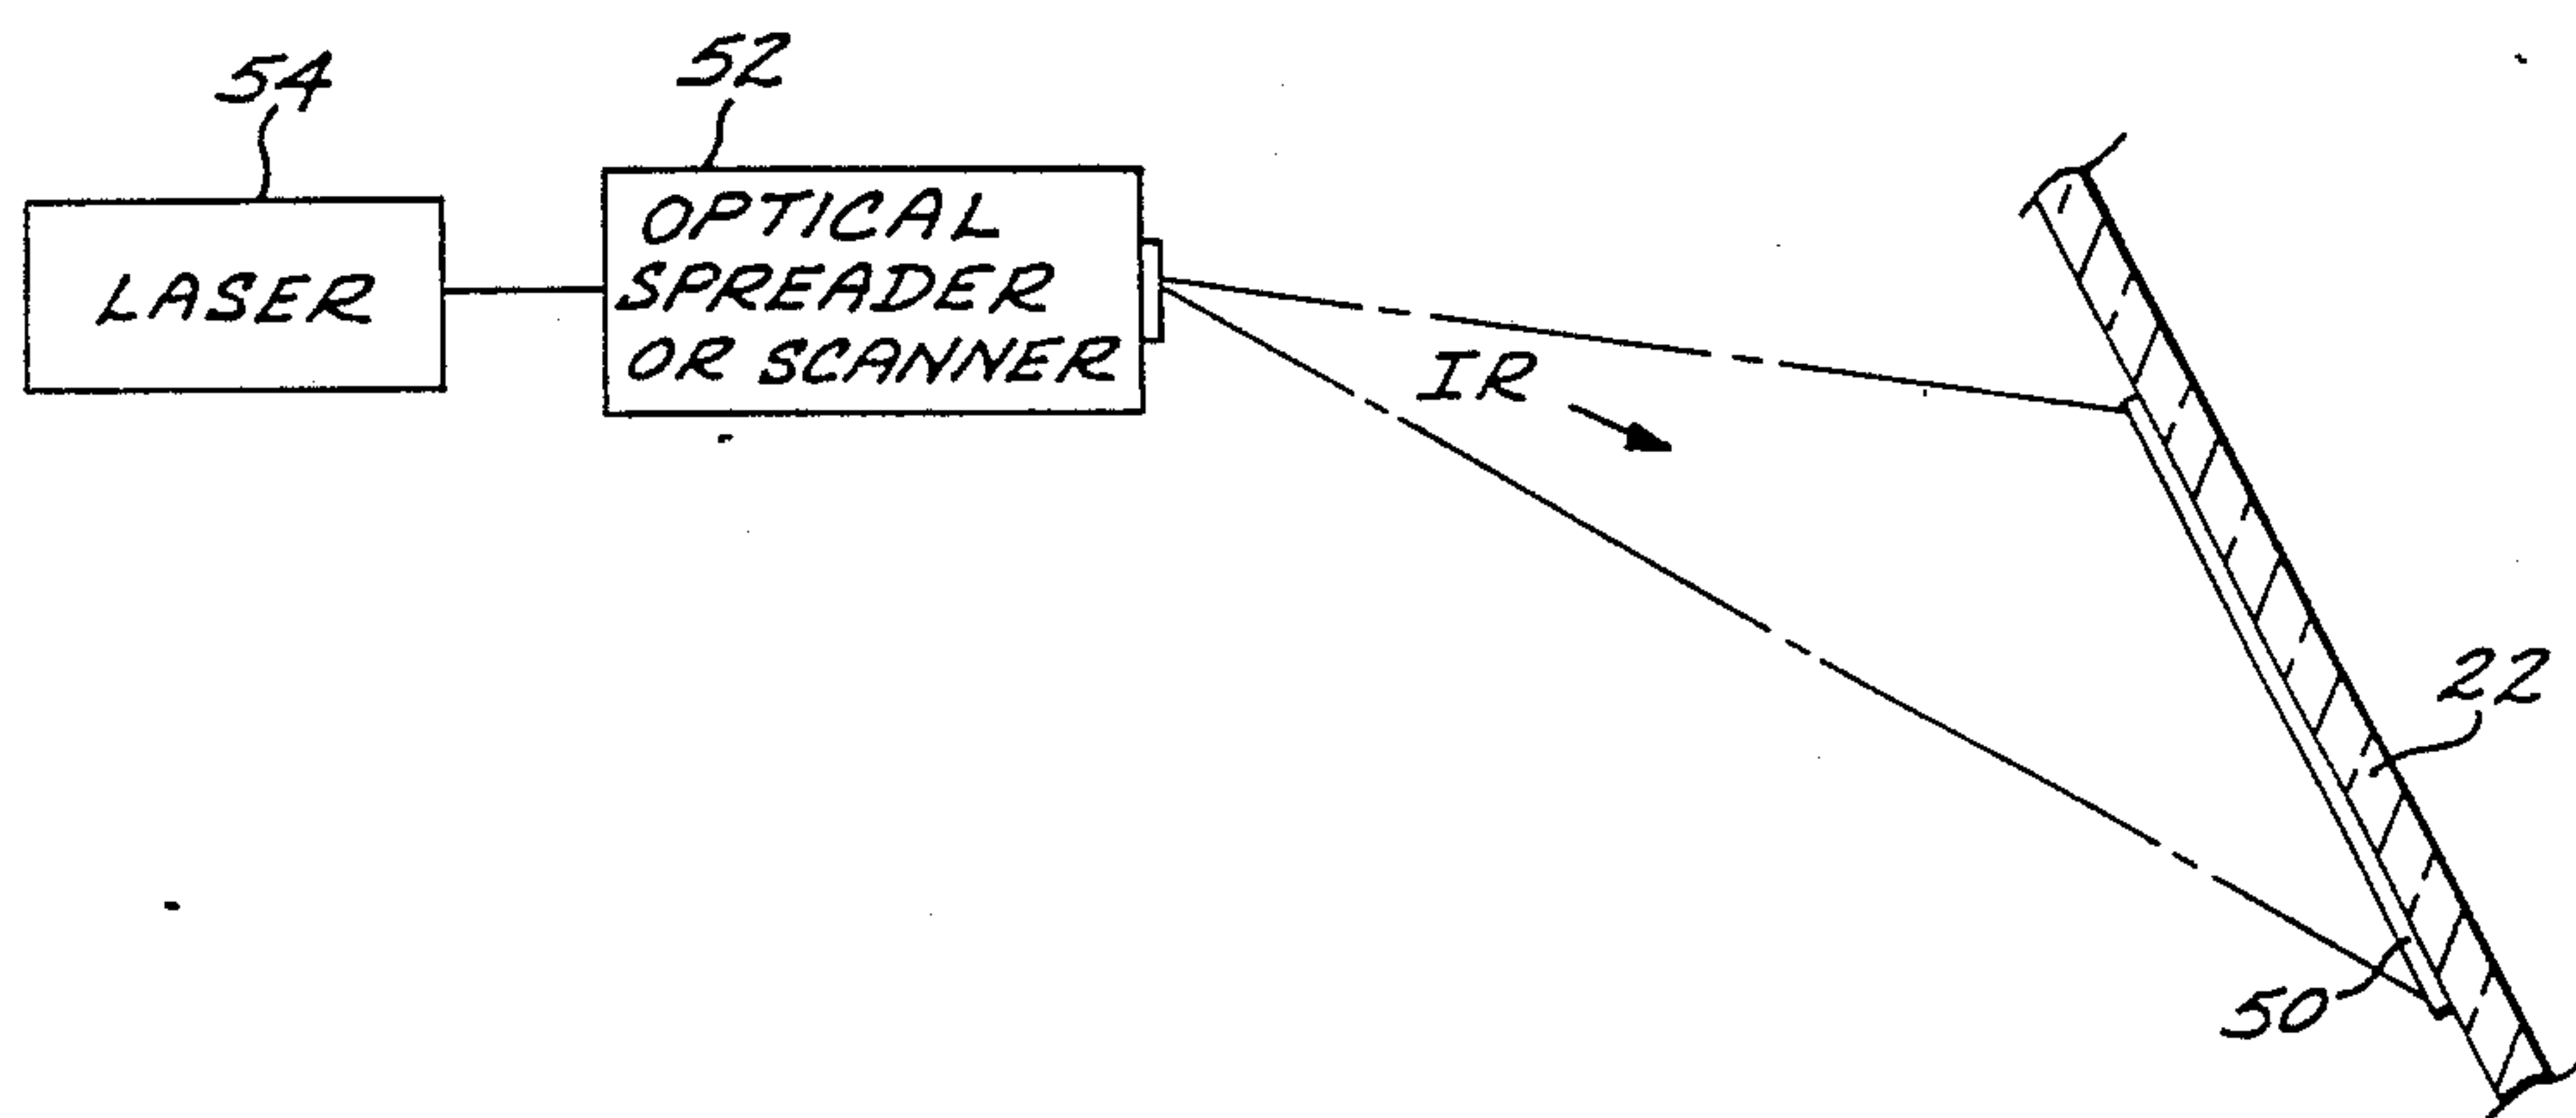 54
52
LASER
OPTICAL
SPREADER
OR SCANNER
IR
22
50